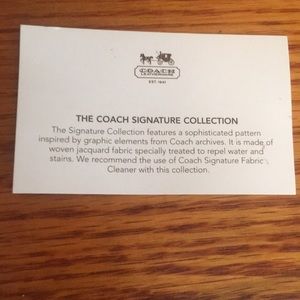 COACH
LEATHERWARE
EST. 1941
THE COACH SIGNATURE COLLECTION
The Signature Collection features a sophisticated pattern
inspired by graphic elements from Coach archives. It is made of
woven jacquard fabric specially treated to repel water and
stains. We recommend the use of Coach Signature Fabric
Cleaner with this collection.